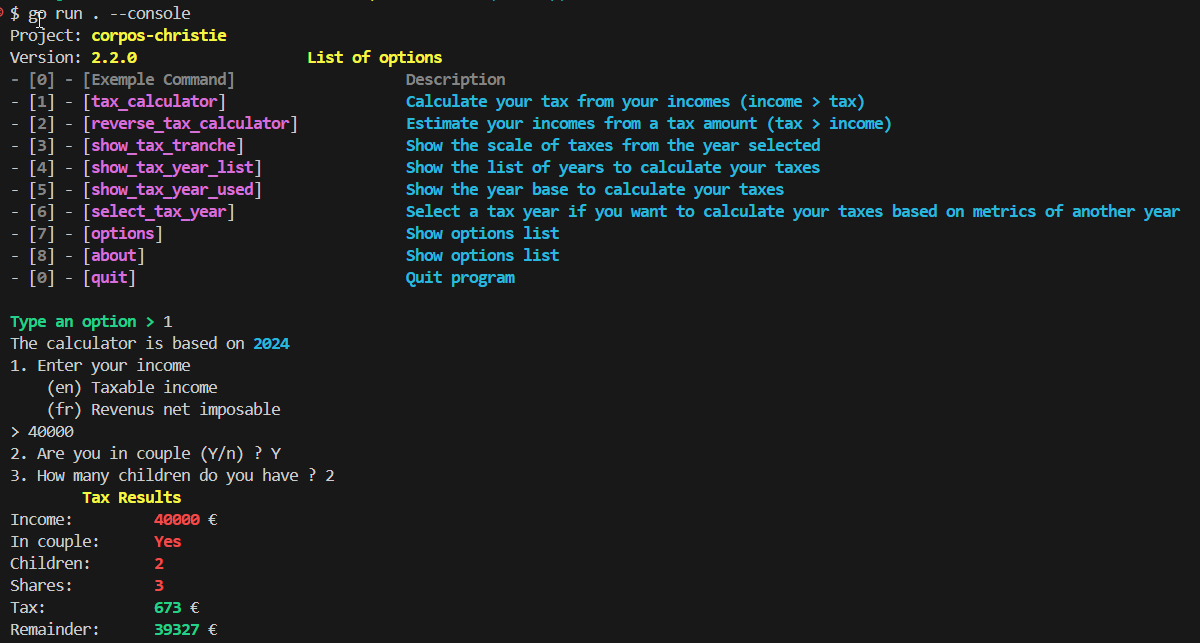 $ go run . --console
Project: corpos-christie
Version: 2.2.0 List of options
- [0] - [Exemple Command] Description
- [1] - [tax_calculator] Calculate your tax from your incomes (income > tax)
- [2] - [reverse_tax_calculator] Estimate your incomes from a tax amount (tax > income)
- [3] - [show_tax_tranche] Show the scale of taxes from the year selected
- [4] - [show_tax_year_list] Show the list of years to calculate your taxes
- [5] - [show_tax_year_used] Show the year base to calculate your taxes
- [6] - [select_tax_year] Select a tax year if you want to calculate your taxes based on metrics of another year
- [7] - [options] Show options list
- [8] - [about] Show options list
- [0] - [quit] Quit program
Type an option > 1
The calculator is based on 2024
1. Enter your income
(en) Taxable income
(fr) Revenus net imposable
> 40000
2. Are you in couple (Y/n) ? Y
3. How many children do you have ? 2
Tax Results
Income: 40000 €
In couple: Yes
Children: 2
Shares: 3
Tax: 673 €
Remainder: 39327 €